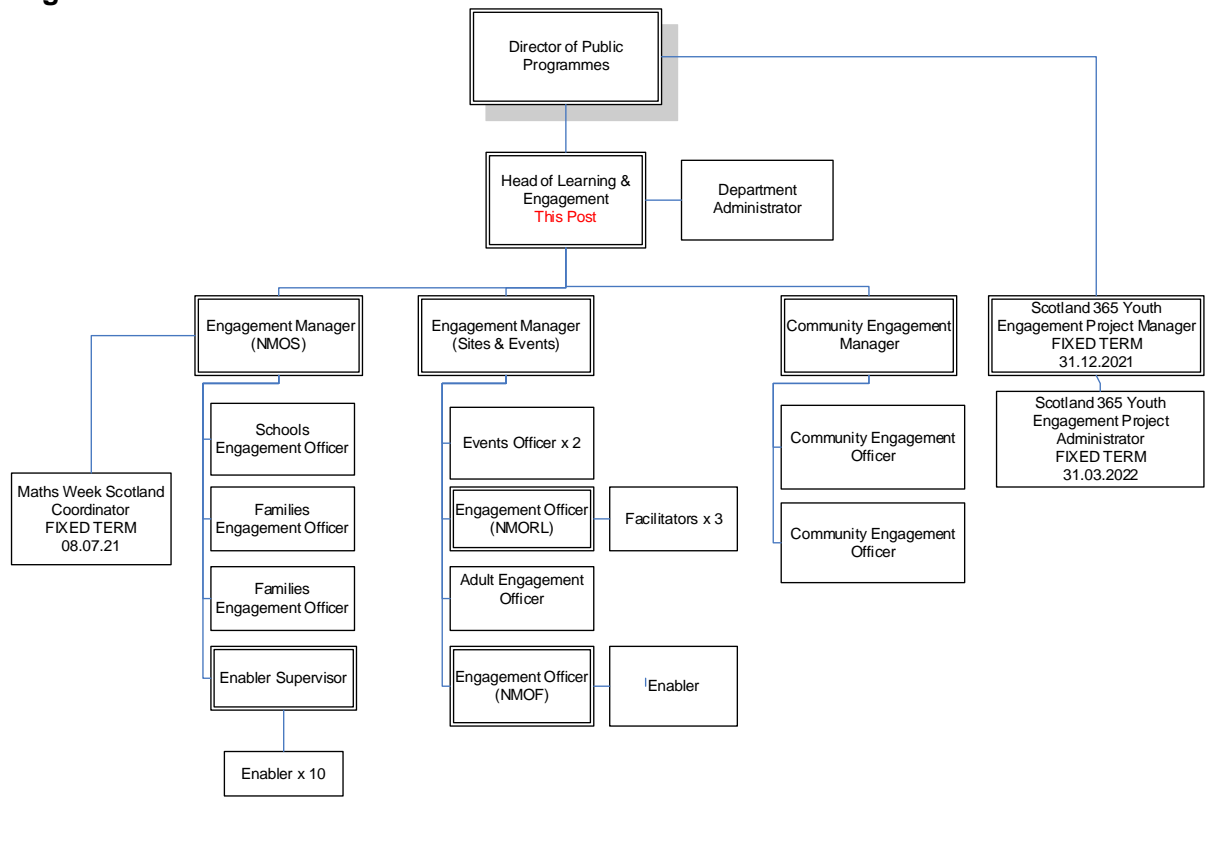 Director of Public
Programmes
Head of Learning &
Engagement
This Post
Department
Administrator
Engagement Manager
(NMOS)
Engagement Manager
(Sites & Events)
Community Engagement
Manager
Scotland 365 Youth
Engagement Project Manager
FIXED TERM
31.12.2021
Scotland 365 Youth
Engagement Project
Administrator
FIXED TERM
31.03.2022
Maths Week Scotland
Coordinator
FIXED TERM
08.07.21
Schools
Engagement Officer
Families
Engagement Officer
Families
Engagement Officer
Enabler Supervisor
Enabler x 10
Events Officer x 2
Engagement Officer
(NMORL)
Facilitators x 3
Adult Engagement
Officer
Engagement Officer
(NMOF)
Enabler
Community Engagement
Officer
Community Engagement
Officer